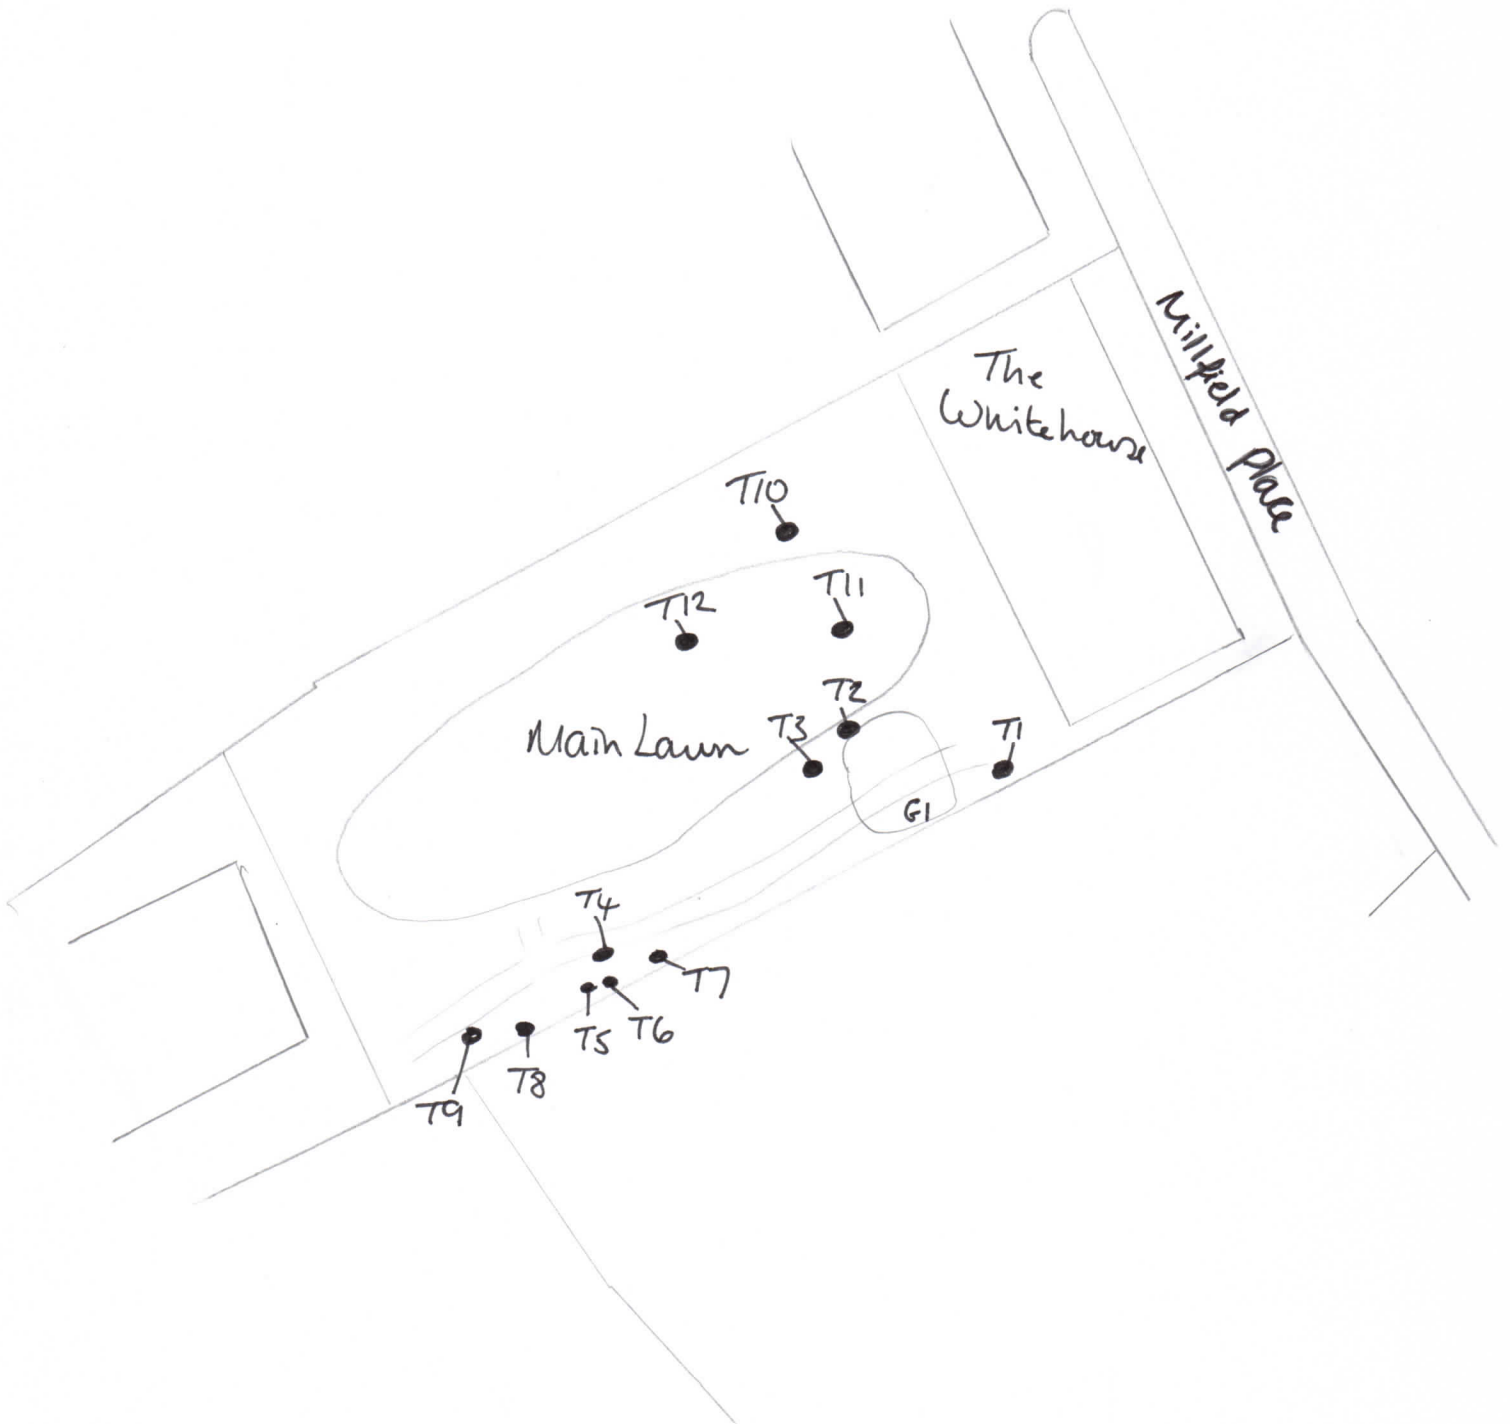 The
Whitehouse
Millfield Place
T10
T11
T12
T2
T3
Main Lawn
T1
G1
T4
T7
T5
T6
T8
T9